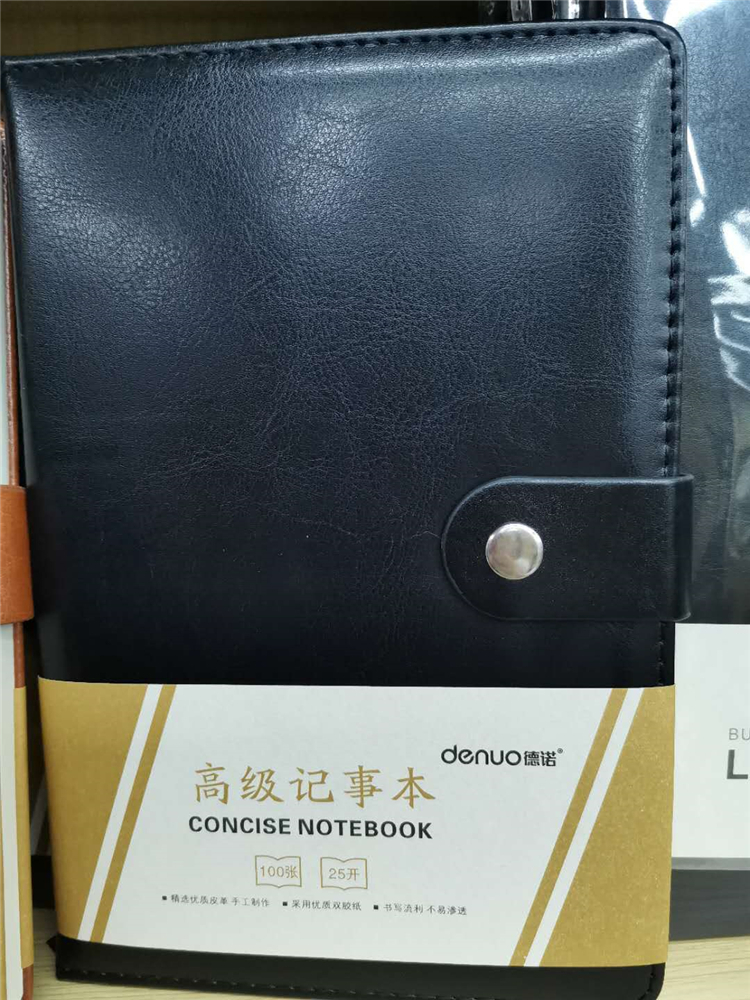 denuo德诺®
高级记事本
CONCISE NOTEBOOK
100张 25开
▪ 精选优质皮革 手工制作 ▪ 采用优质双胶纸 ▪ 书写流利 不易渗透
BU
L